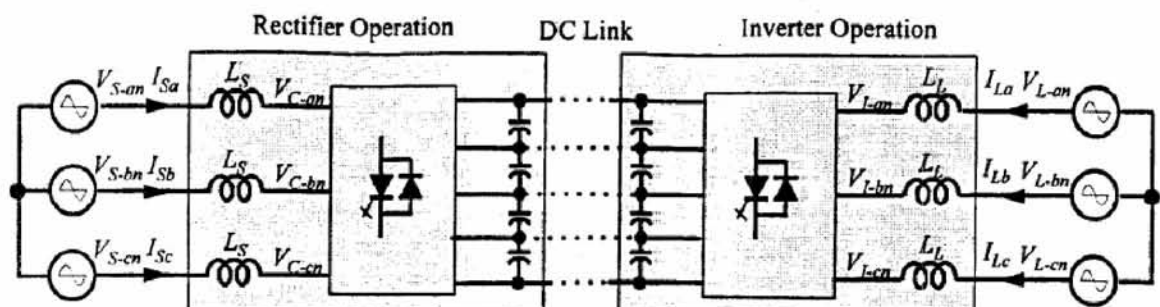 Rectifier Operation DC Link Inverter Operation
V_S-an I_Sa L_S V_C-an V_I-an L_L I_La V_L-an
V_S-bn I_Sb L_S V_C-bn V_I-bn L_L I_Lb V_L-bn
V_S-cn I_Sc L_S V_C-cn V_I-cn L_L I_Lc V_L-cn